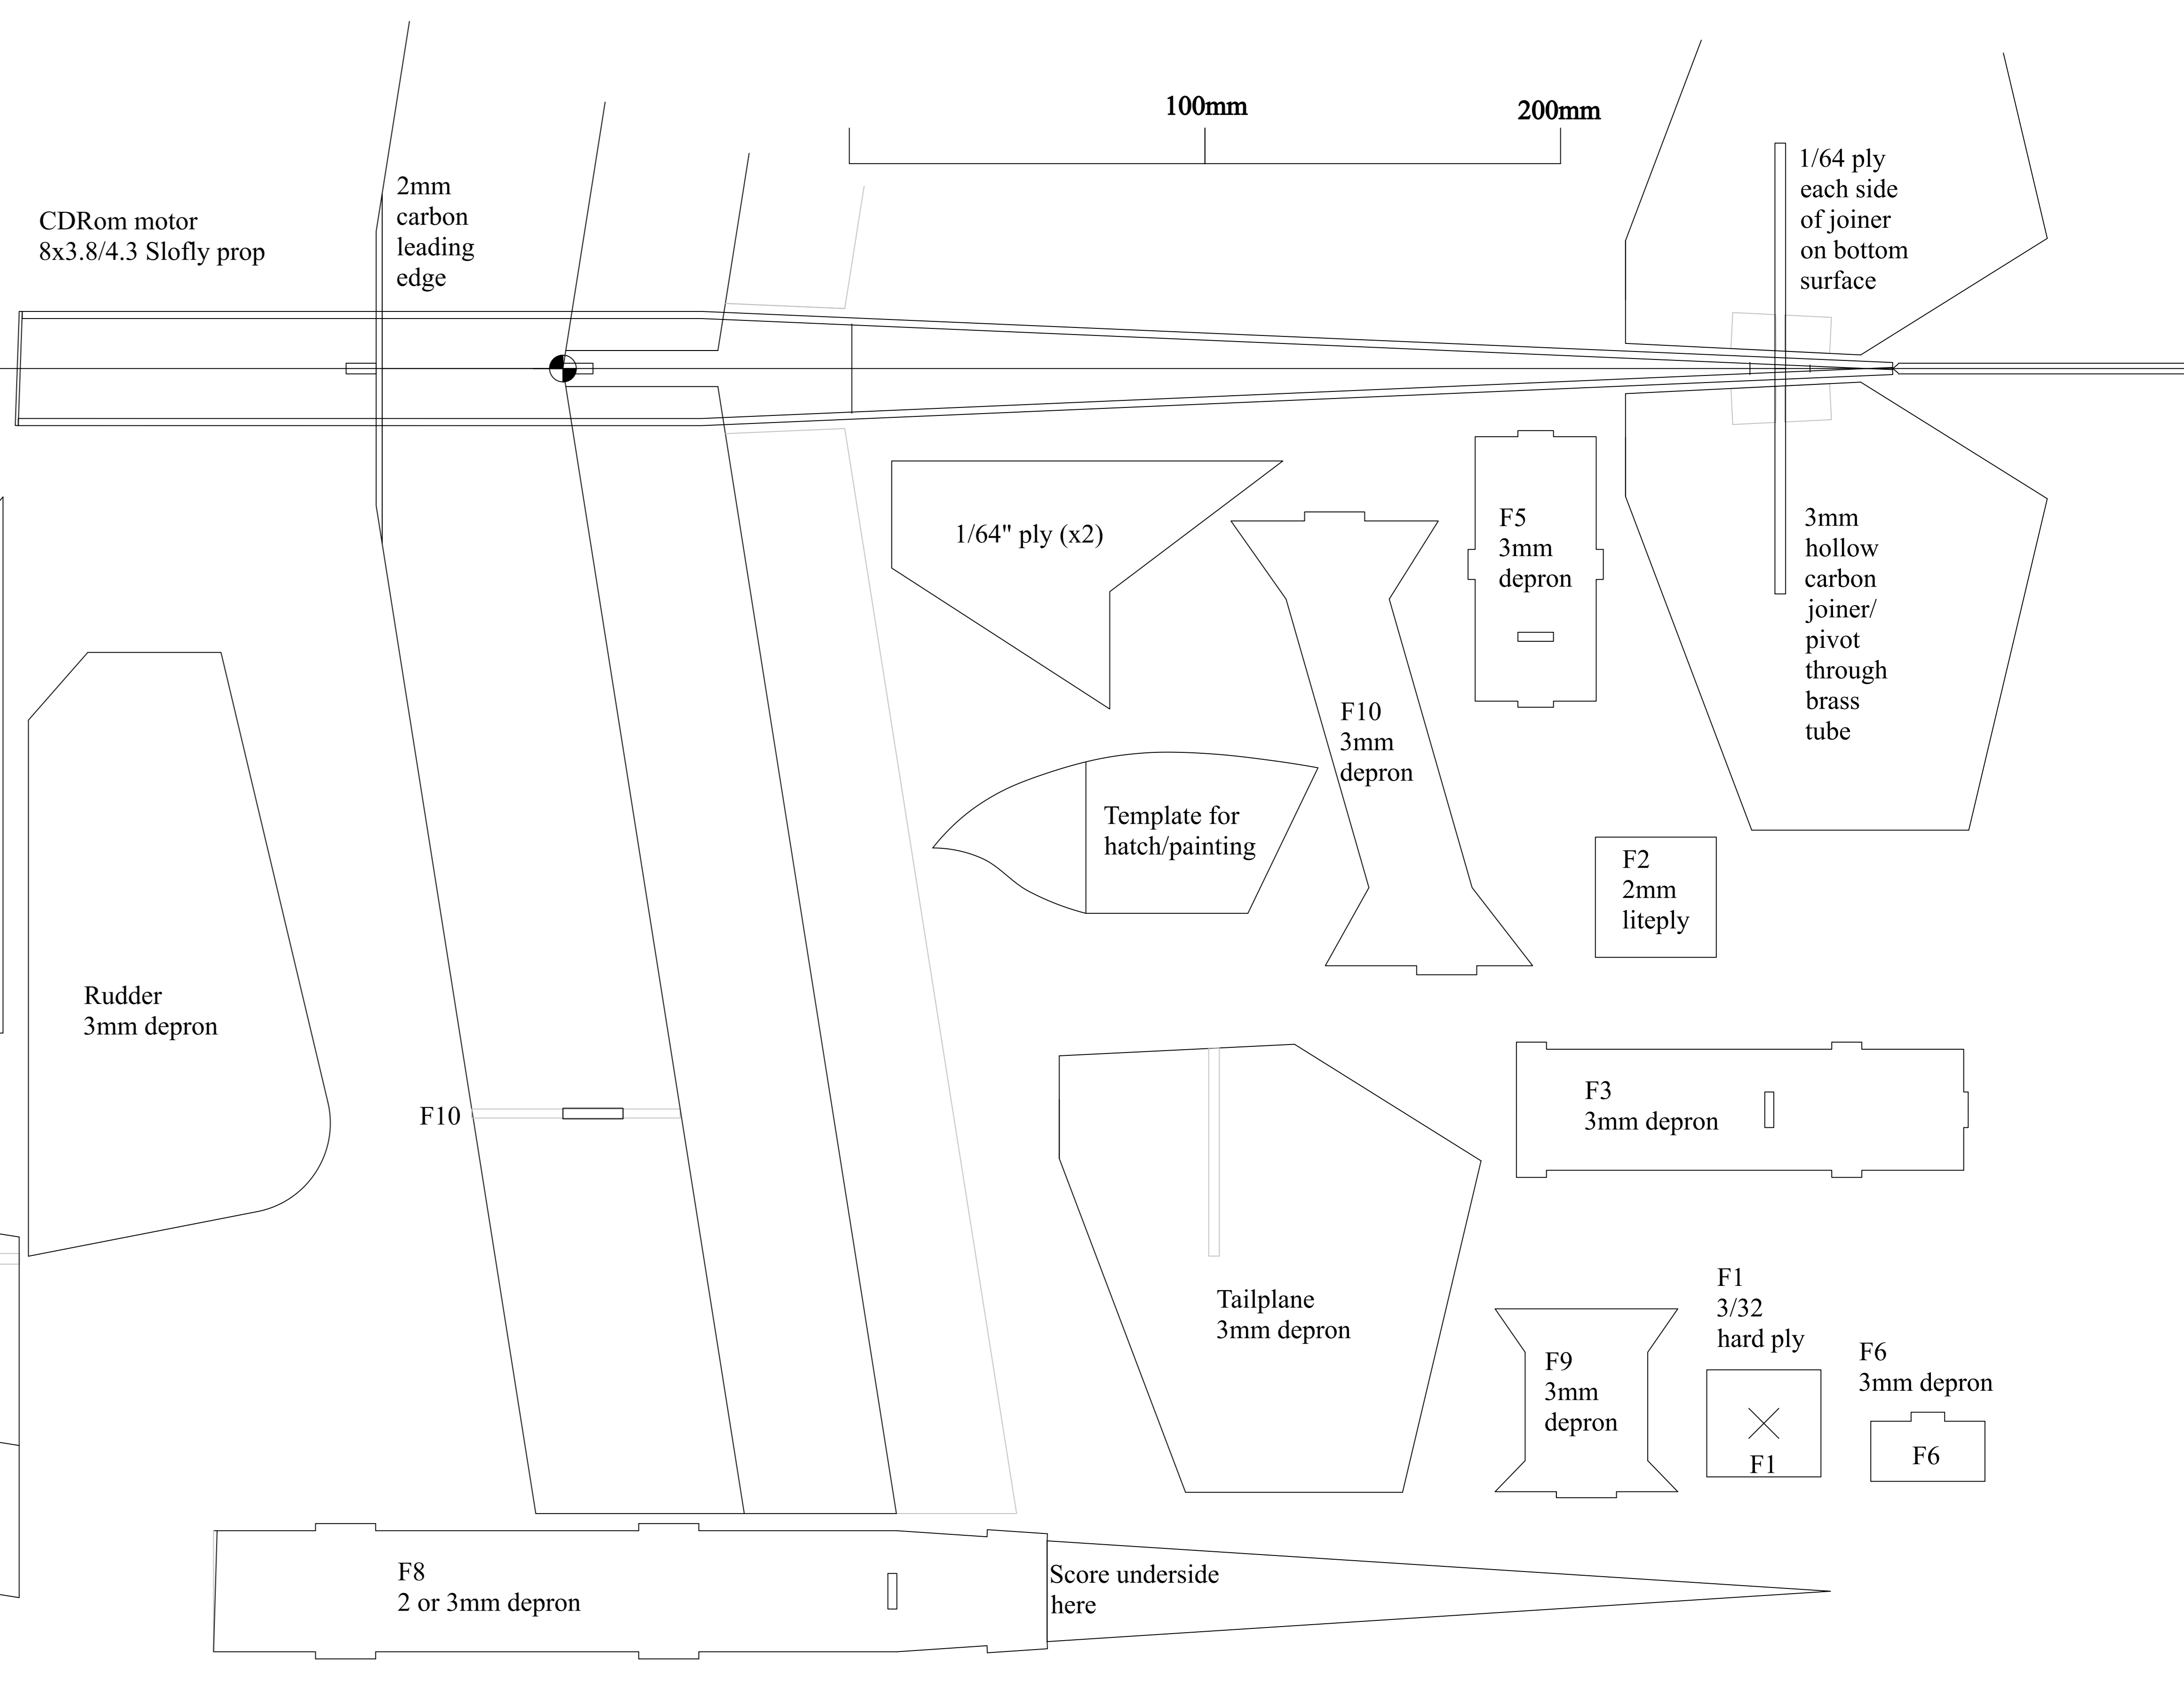 100mm
200mm
CDRom motor
8x3.8/4.3 Slofly prop
2mm
carbon
leading
edge
1/64 ply
each side
of joiner
on bottom
surface
1/64" ply (x2)
F5
3mm
depron
3mm
hollow
carbon
joiner/
pivot
through
brass
tube
F10
3mm
depron
Template for
hatch/painting
F2
2mm
liteply
Rudder
3mm depron
F10
F3
3mm depron
Tailplane
3mm depron
F9
3mm
depron
F1
3/32
hard ply
F1
F6
3mm depron
F6
F8
2 or 3mm depron
Score underside
here